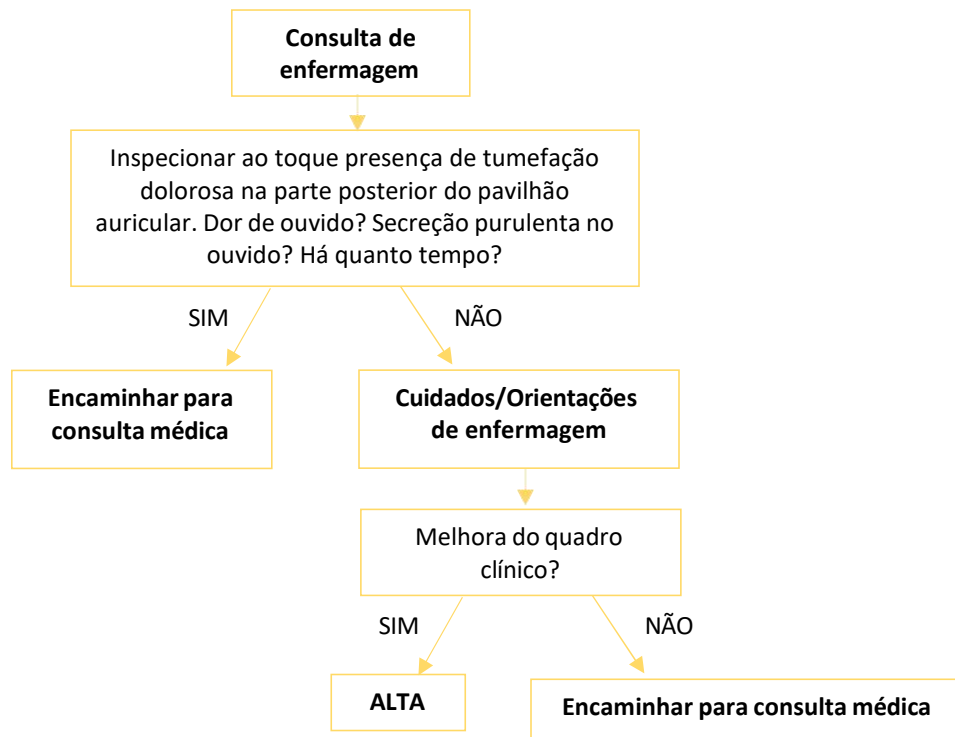 Consulta de
enfermagem
Inspecionar ao toque presença de tumefação
dolorosa na parte posterior do pavilhão
auricular. Dor de ouvido? Secreção purulenta no
ouvido? Há quanto tempo?
SIM
NÃO
Encaminhar para
consulta médica
Cuidados/Orientações
de enfermagem
Melhora do quadro
clínico?
SIM
NÃO
ALTA
Encaminhar para consulta médica